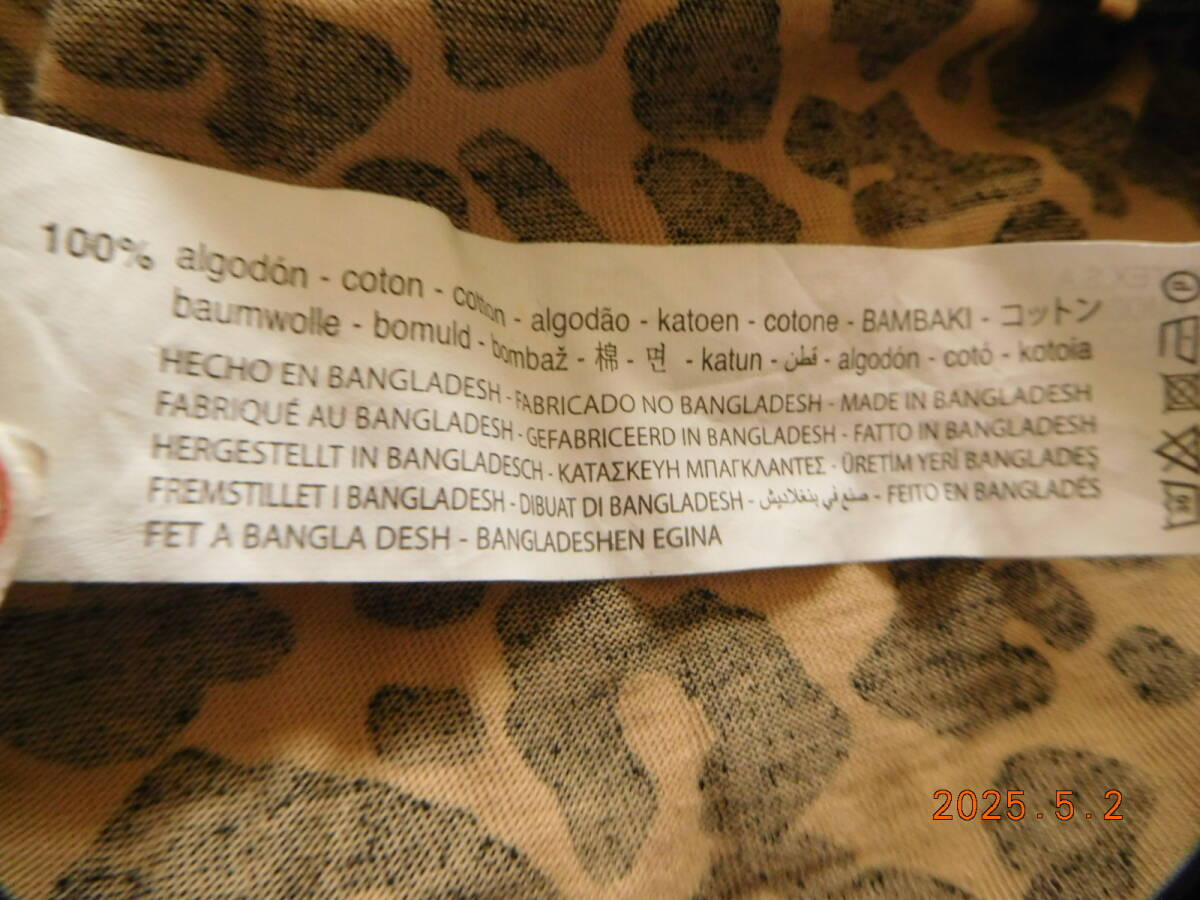 100% algodón - coton - cotton - algodão - katoen - cotone - BAMBAKI - コットン
baumwolle - bomuld - bombaž - 棉 - 면 - katun - قطن - algodón - cotó - kotoia
HECHO EN BANGLADESH - FABRICADO NO BANGLADESH - MADE IN BANGLADESH
FABRIQUÉ AU BANGLADESH - GEFABRICEERD IN BANGLADESH - FATTO IN BANGLADESH
HERGESTELLT IN BANGLADESCH - ΚΑΤΑΣΚΕΥΗ ΜΠΑΓΚΛΑΝΤΕΣ - ÜRETİM YERİ BANGLADEŞ
FREMSTILLET I BANGLADESH - DIBUAT DI BANGLADESH - صنع في بنغلاديش - FEITO EN BANGLADÉS
FET A BANGLA DESH - BANGLADESHEN EGINA
2025.5.2